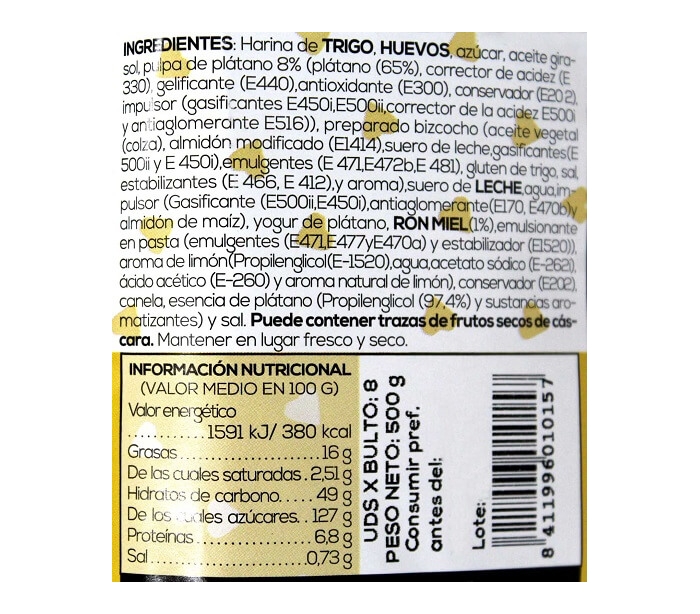 INGREDIENTES: Harina de TRIGO, HUEVOS, azúcar, aceite gira-
sol, pulpa de plátano 8% (plátano (65%), corrector de acidez (E
330), gelificante (E440),antioxidante (E300), conservador (E202),
impulsor (gasificantes E450i,E500ii,corrector de la acidez E500i
y antiaglomerante E516)), preparado bizcocho (aceite vegetal
(colza), almidón modificado (E1414),suero de leche,gasificantes(E
500ii y E 450i),emulgentes (E 471,E472b,E 481), gluten de trigo, sal,
estabilizantes (E 466, E 412),y aroma),suero de LECHE,agua,im-
pulsor (Gasificante (E500ii,E450i),antiaglomerante(E170, E470b)y
almidón de maíz), yogur de plátano, RON MIEL(1%),emulsionante
en pasta (emulgentes (E471,E477yE470a) y estabilizador (E1520)),
aroma de limón(Propilenglicol(E-1520),agua,acetato sódico (E-262i),
ácido acético (E-260) y aroma natural de limón), conservador (E202),
canela, esencia de plátano (Propilenglicol (97,4%) y sustancias aro-
matizantes) y sal. Puede contener trazas de frutos secos de cás-
cara. Mantener en lugar fresco y seco.
INFORMACIÓN NUTRICIONAL
(VALOR MEDIO EN 100 G)
Valor energético
............1591 kJ/ 380 kcal
Grasas......................16 g
De las cuales saturadas.2,51g
Hidratos de carbono.....49 g
De los cuales azúcares..127 g
Proteínas...................6,8 g
Sal.........................0,73 g
UDS X BULTO: 8
PESO NETO: 500 g
Consumir pref.
antes del:
Lote:
8 411996 010157